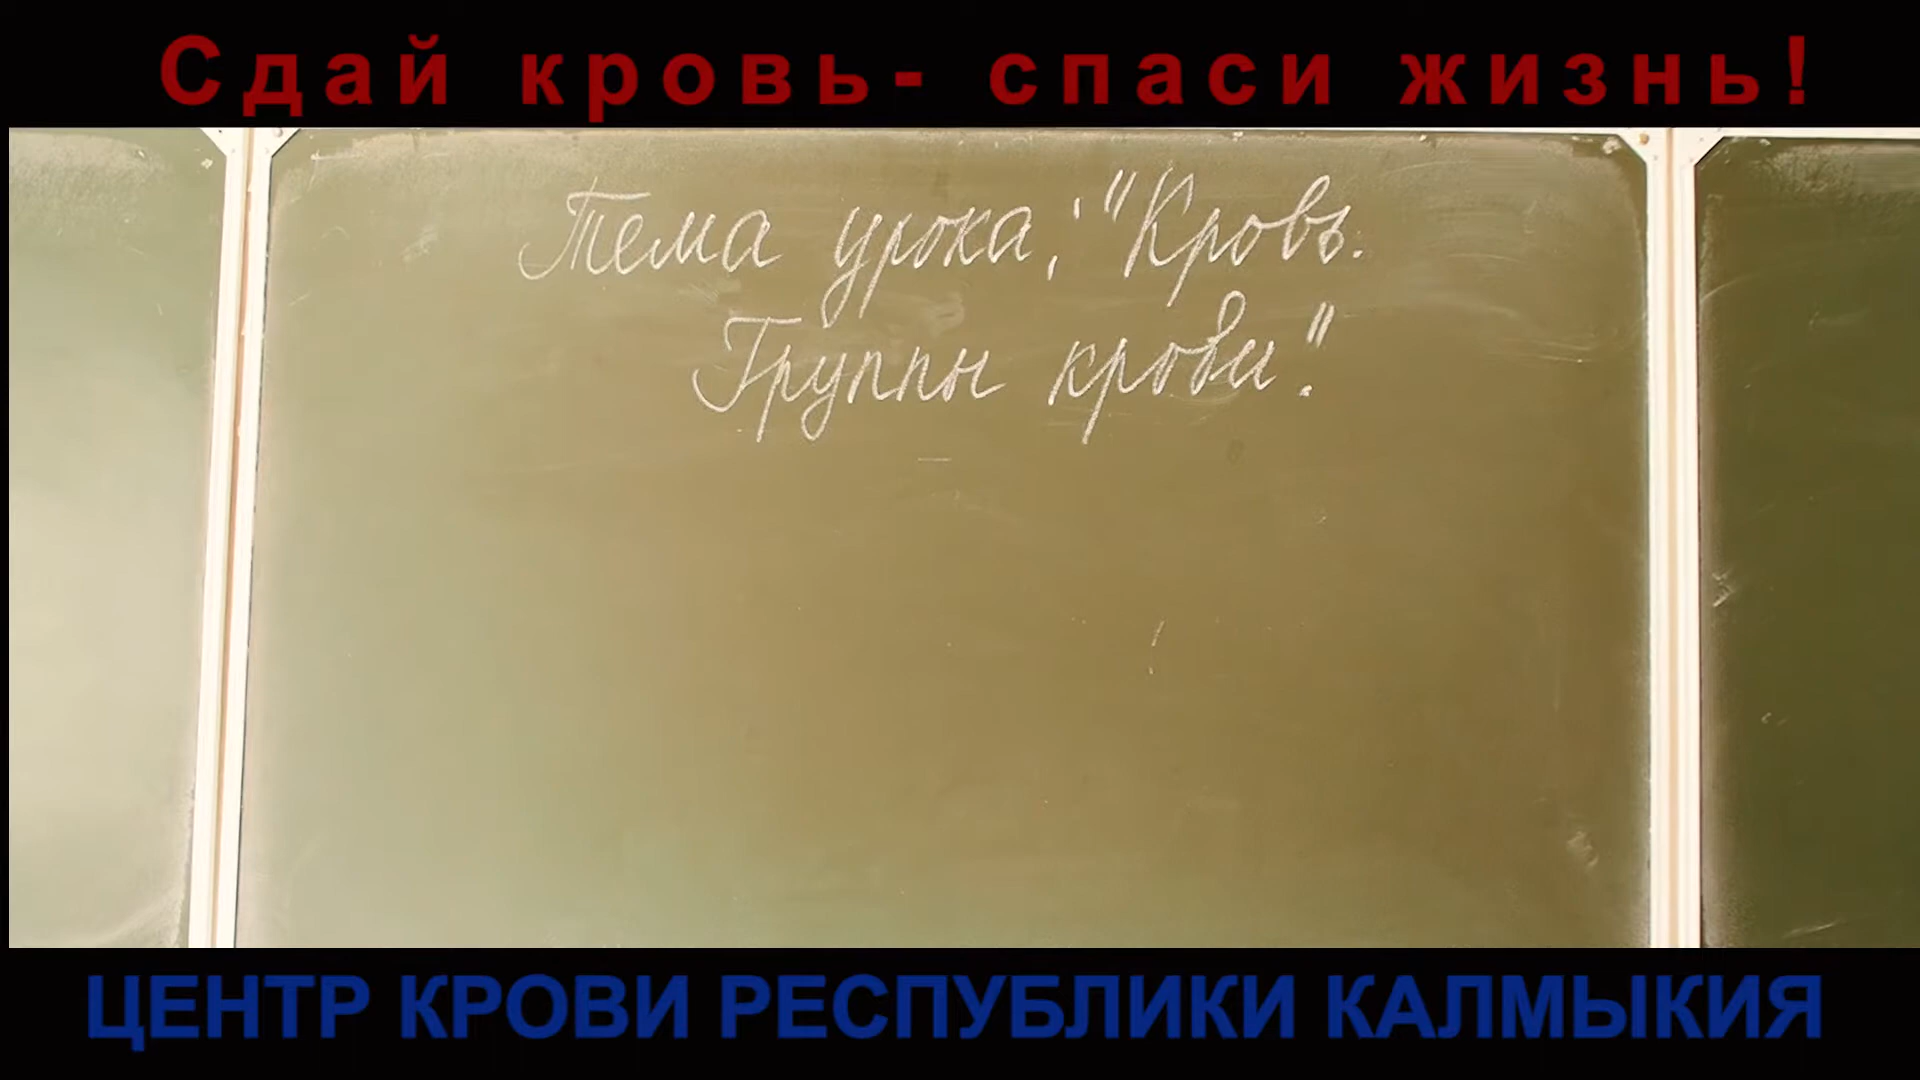 Сдай кровь- спаси жизнь!
Тема урока: "Кровь.
Группы крови".
ЦЕНТР КРОВИ РЕСПУБЛИКИ КАЛМЫКИЯ